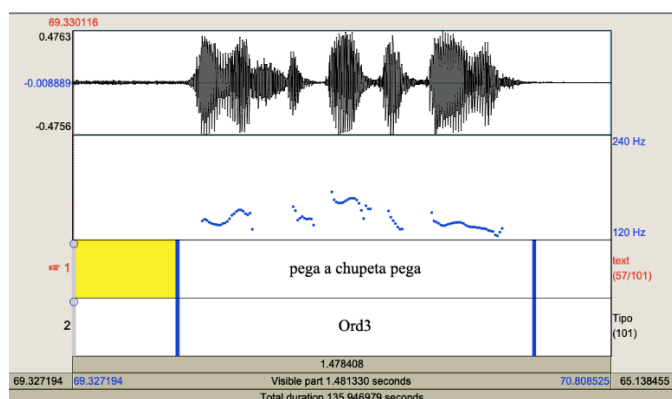 69.330116
0.4763
-0.008889
-0.4756
240 Hz
120 Hz
1 pega a chupeta pega text (57/101)
2 Ord3 Tipo (101)
1.478408
69.327194 69.327194 Visible part 1.481330 seconds 70.808525 65.138455
Total duration 135.946979 seconds